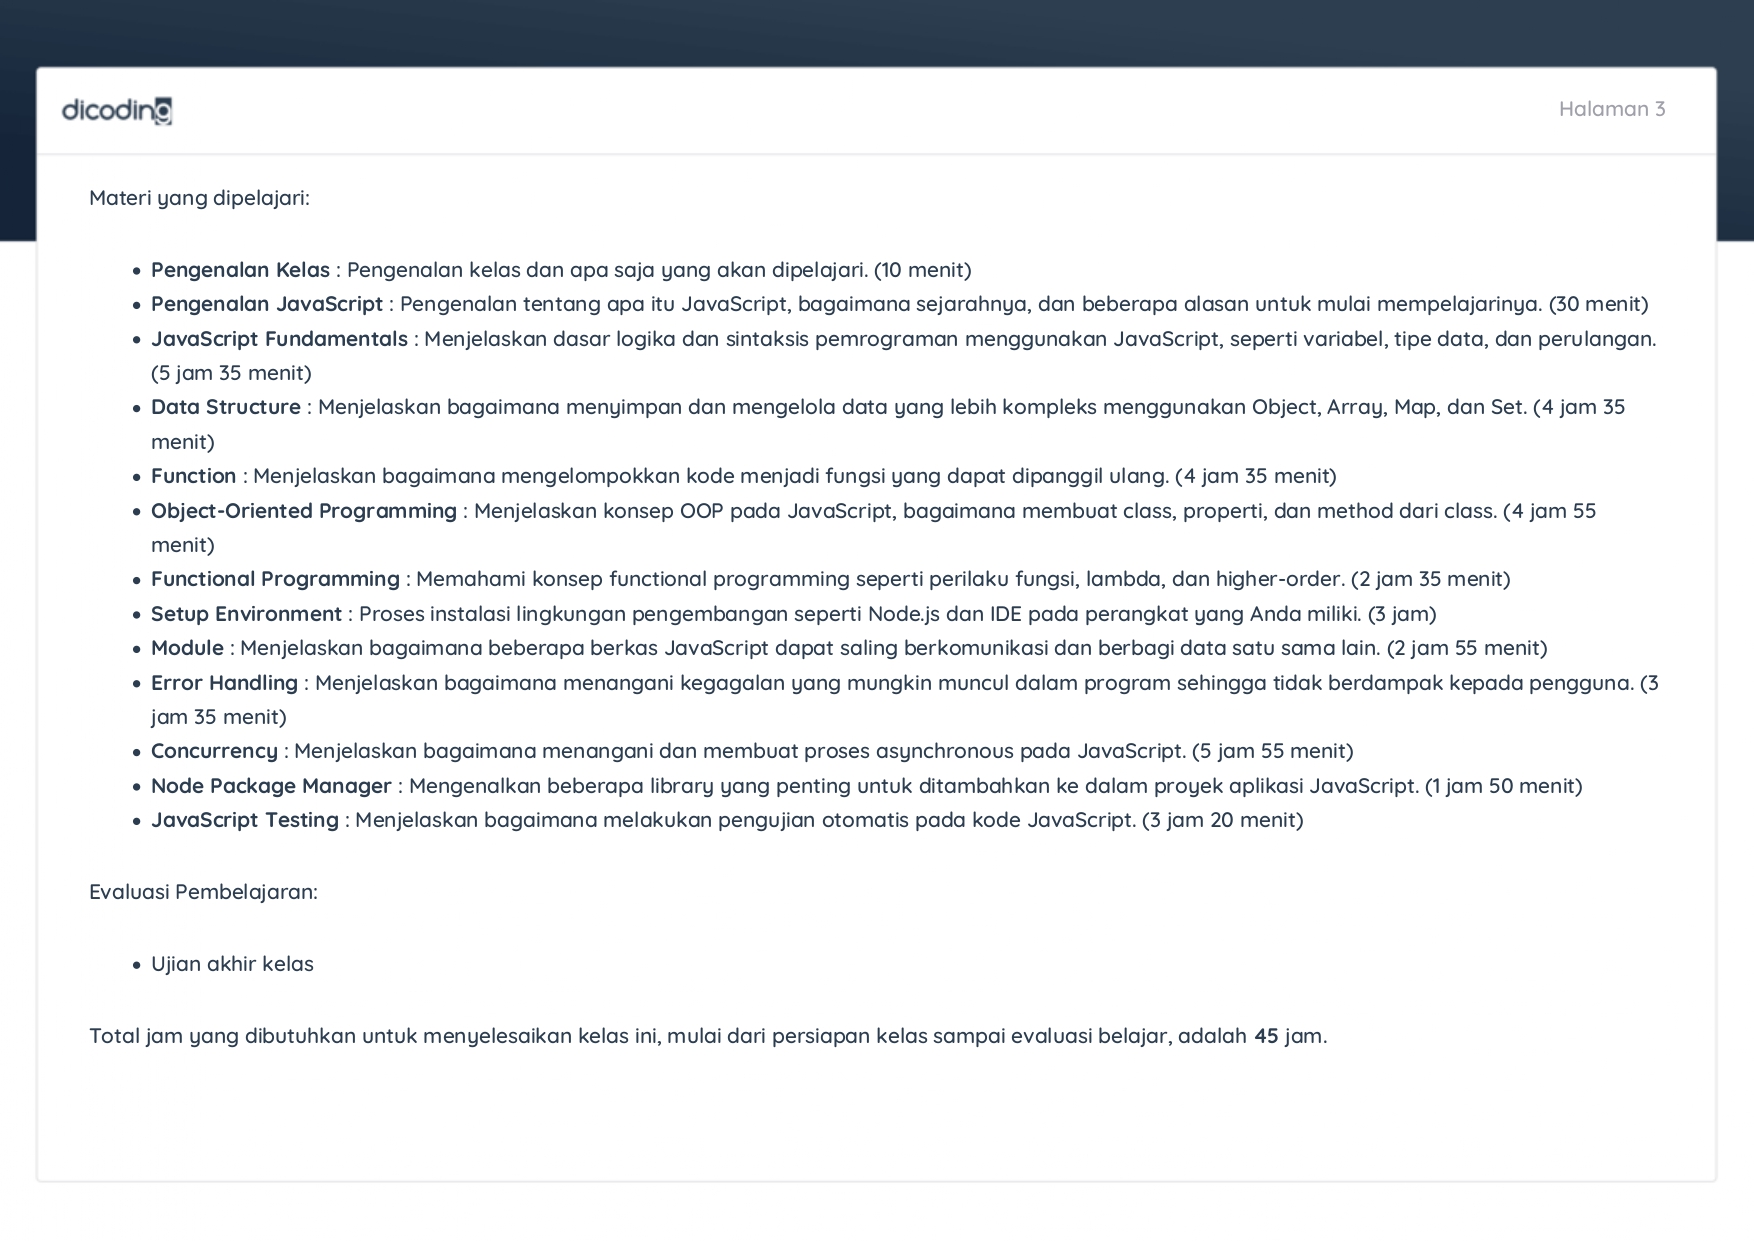 dicoding
Halaman 3
Materi yang dipelajari:
• Pengenalan Kelas : Pengenalan kelas dan apa saja yang akan dipelajari. (10 menit)
• Pengenalan JavaScript : Pengenalan tentang apa itu JavaScript, bagaimana sejarahnya, dan beberapa alasan untuk mulai mempelajarinya. (30 menit)
• JavaScript Fundamentals : Menjelaskan dasar logika dan sintaksis pemrograman menggunakan JavaScript, seperti variabel, tipe data, dan perulangan.
(5 jam 35 menit)
• Data Structure : Menjelaskan bagaimana menyimpan dan mengelola data yang lebih kompleks menggunakan Object, Array, Map, dan Set. (4 jam 35
menit)
• Function : Menjelaskan bagaimana mengelompokkan kode menjadi fungsi yang dapat dipanggil ulang. (4 jam 35 menit)
• Object-Oriented Programming : Menjelaskan konsep OOP pada JavaScript, bagaimana membuat class, properti, dan method dari class. (4 jam 55
menit)
• Functional Programming : Memahami konsep functional programming seperti perilaku fungsi, lambda, dan higher-order. (2 jam 35 menit)
• Setup Environment : Proses instalasi lingkungan pengembangan seperti Node.js dan IDE pada perangkat yang Anda miliki. (3 jam)
• Module : Menjelaskan bagaimana beberapa berkas JavaScript dapat saling berkomunikasi dan berbagi data satu sama lain. (2 jam 55 menit)
• Error Handling : Menjelaskan bagaimana menangani kegagalan yang mungkin muncul dalam program sehingga tidak berdampak kepada pengguna. (3
jam 35 menit)
• Concurrency : Menjelaskan bagaimana menangani dan membuat proses asynchronous pada JavaScript. (5 jam 55 menit)
• Node Package Manager : Mengenalkan beberapa library yang penting untuk ditambahkan ke dalam proyek aplikasi JavaScript. (1 jam 50 menit)
• JavaScript Testing : Menjelaskan bagaimana melakukan pengujian otomatis pada kode JavaScript. (3 jam 20 menit)
Evaluasi Pembelajaran:
• Ujian akhir kelas
Total jam yang dibutuhkan untuk menyelesaikan kelas ini, mulai dari persiapan kelas sampai evaluasi belajar, adalah 45 jam.